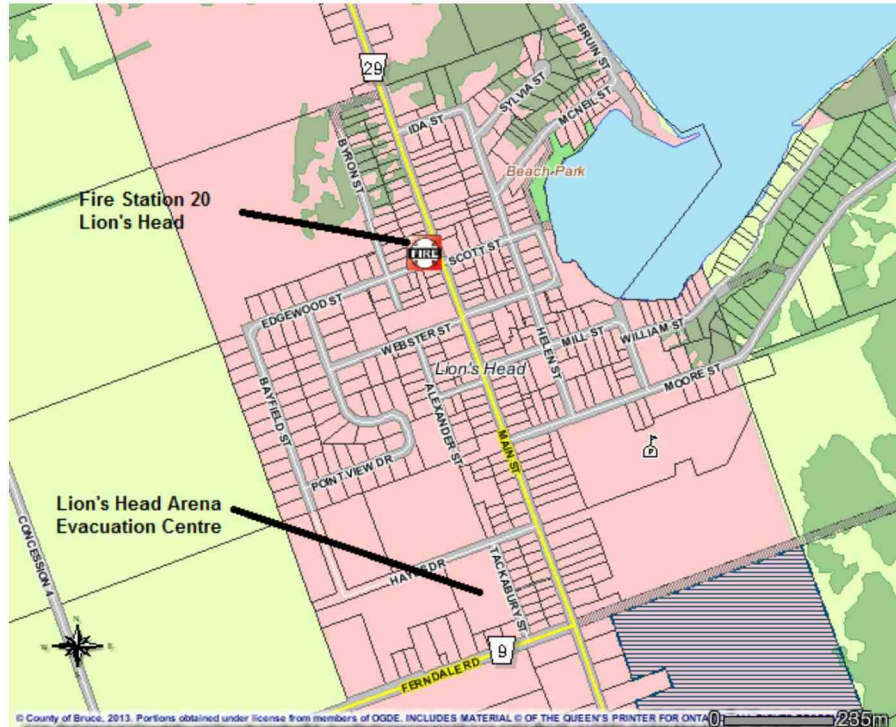 29
BRUIN ST
SYLVIA ST
IDA ST
MCNEIL ST
BYRON ST
Beach Park
Fire Station 20
Lion's Head
FIRE
SCOTT ST
EDGEWOOD ST
WEBSTER ST
MILL ST
WILLIAM ST
HELEN ST
Lion's Head
MOORE ST
BAYFIELD ST
ALEXANDER ST
MAIN ST
POINT VIEW DR
P
Lion's Head Arena
Evacuation Centre
CONCESSION 4
HAYES DR
TACKABURY ST
N
9
FERNDALE RD
© County of Bruce, 2013. Portions obtained under license from members of OGDE. INCLUDES MATERIAL © OF THE QUEEN'S PRINTER FOR
0 235m